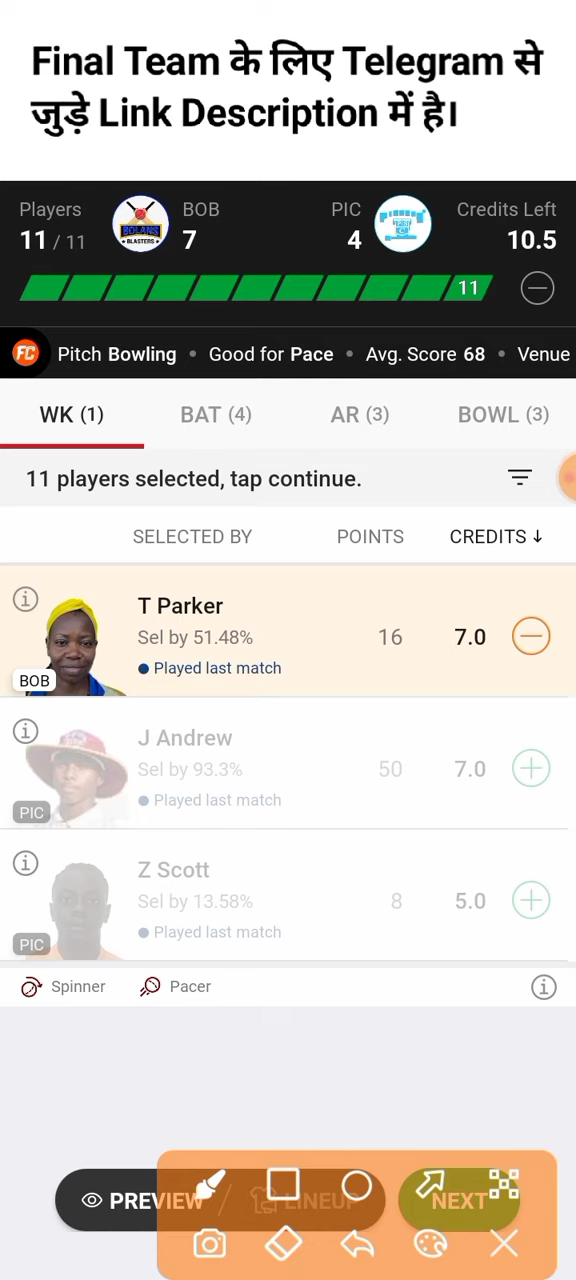 Final Team के लिए Telegram से
जुड़े Link Description में है।
Players BOB PIC Credits Left
11 / 11 BOLANS BLASTERS 7 4 10.5
11
FC Pitch Bowling • Good for Pace • Avg. Score 68 • Venue
WK (1) BAT (4) AR (3) BOWL (3)
11 players selected, tap continue.
SELECTED BY POINTS CREDITS ↓
T Parker
Sel by 51.48% 16 7.0
Played last match
BOB
J Andrew
Sel by 93.3% 50 7.0
Played last match
PIC
Z Scott
Sel by 13.58% 8 5.0
Played last match
PIC
Spinner Pacer
PREVIEW / LINEUP NEXT